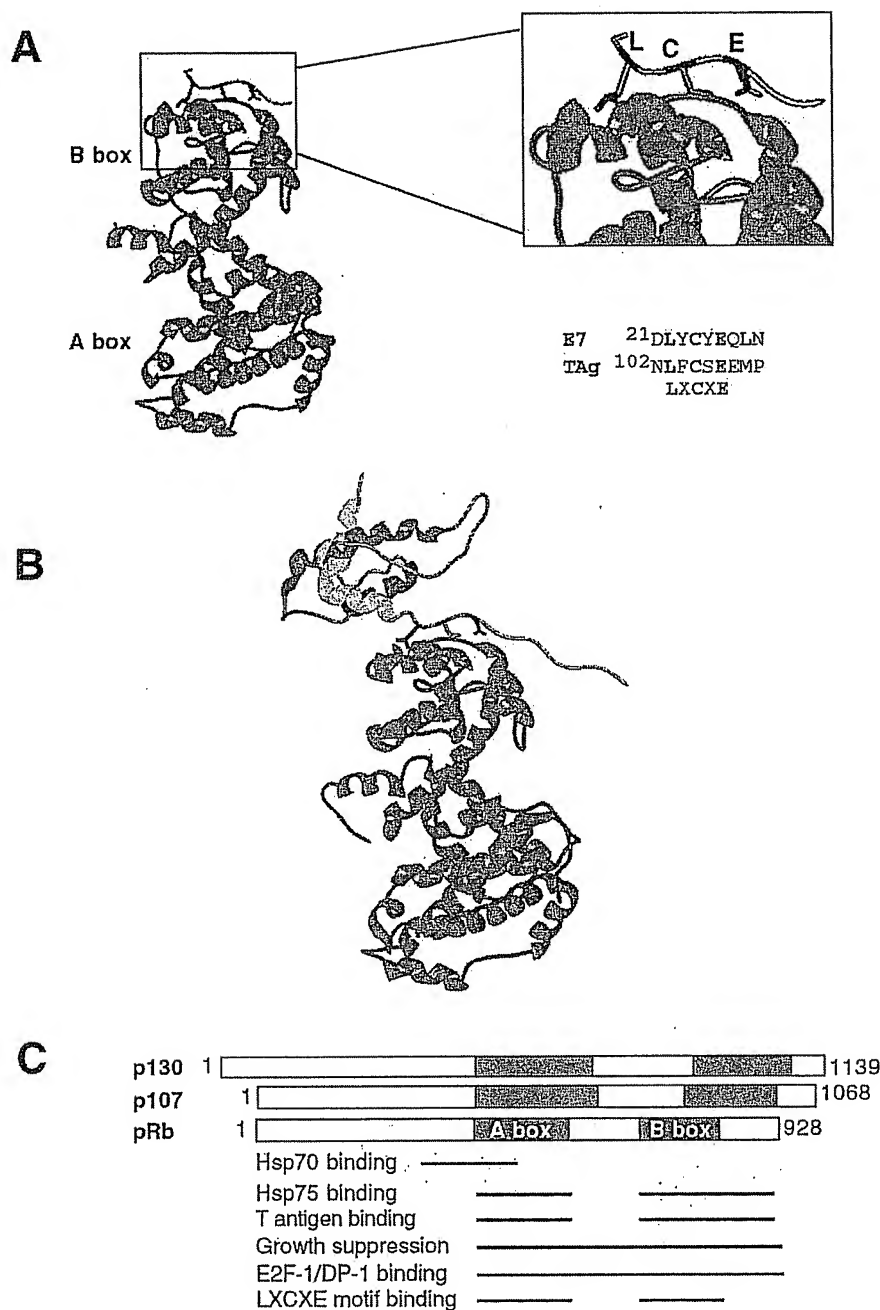 A
L C E
B box
A box
E7 21DLYCYEQLN
TAg 102NLFCSEEMP
LXCXE
B
C
p130 1 1139
p107 1 1068
pRb 1 A box B box 928
Hsp70 binding
Hsp75 binding
T antigen binding
Growth suppression
E2F-1/DP-1 binding
LXCXE motif binding